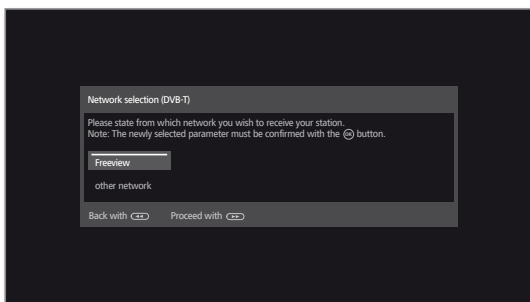 Network selection (DVB-T)
Please state from which network you wish to receive your station.
Note: The newly selected parameter must be confirmed with the OK button.
Freeview
other network
Back with Proceed with